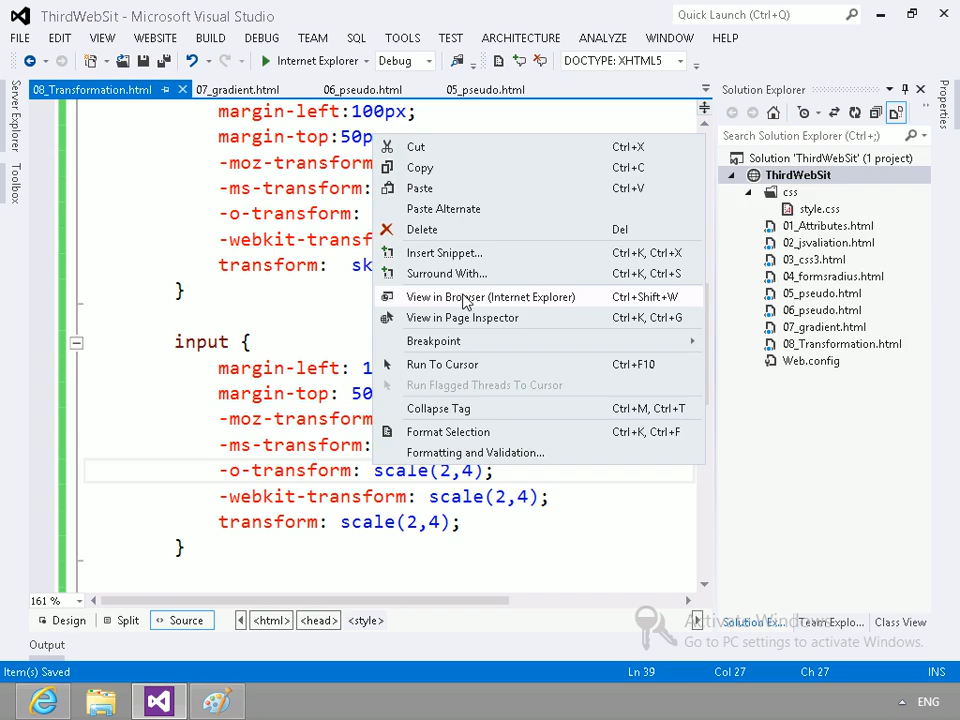 ThirdWebSit - Microsoft Visual Studio
Quick Launch (Ctrl+Q)
FILE EDIT VIEW WEBSITE BUILD DEBUG TEAM SQL TOOLS TEST ARCHITECTURE ANALYZE WINDOW HELP
Internet Explorer Debug DOCTYPE: XHTML5
08_Transformation.html 07_gradient.html 06_pseudo.html 05_pseudo.html
Server Explorer
Toolbox
margin-left:100px;
margin-top:50p
-moz-transform
-ms-transform:
-o-transform:
-webkit-transf
transform: sk
}
input {
margin-left: 1
margin-top: 50
-moz-transform
-ms-transform:
-o-transform: scale(2,4);
-webkit-transform: scale(2,4);
transform: scale(2,4);
}
Cut Ctrl+X
Copy Ctrl+C
Paste Ctrl+V
Paste Alternate
Delete Del
Insert Snippet... Ctrl+K, Ctrl+X
Surround With... Ctrl+K, Ctrl+S
View in Browser (Internet Explorer) Ctrl+Shift+W
View in Page Inspector Ctrl+K, Ctrl+G
Breakpoint
Run To Cursor Ctrl+F10
Run Flagged Threads To Cursor
Collapse Tag Ctrl+M, Ctrl+T
Format Selection Ctrl+K, Ctrl+F
Formatting and Validation...
Solution Explorer
Search Solution Explorer (Ctrl+;)
Solution 'ThirdWebSit' (1 project)
ThirdWebSit
css
style.css
01_Attributes.html
02_jsvaliation.html
03_css3.html
04_formsradius.html
05_pseudo.html
06_pseudo.html
07_gradient.html
08_Transformation.html
Web.config
Properties
161 %
Design Split Source <html> <head> <style>
Solution Ex... Team Explo... Class View
Activate Windows
Go to PC settings to activate Windows.
Output
Item(s) Saved Ln 39 Col 27 Ch 27 INS
ENG